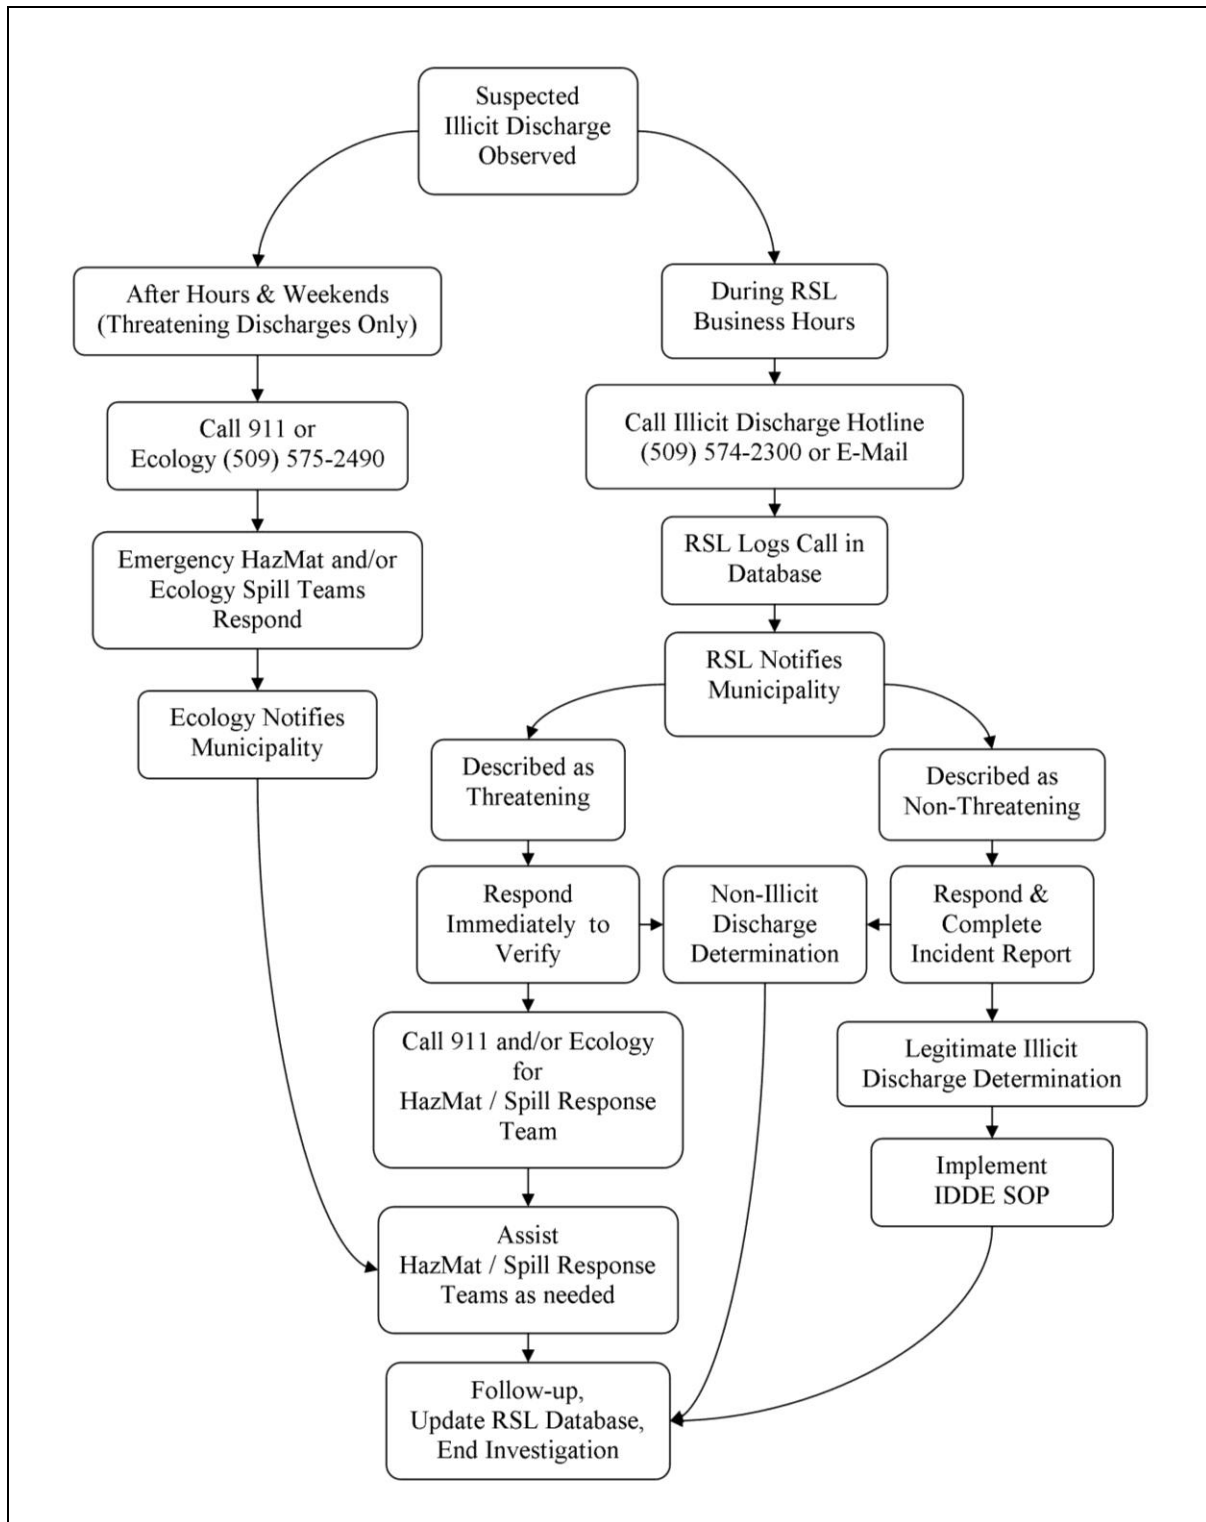 Suspected
Illicit Discharge
Observed
After Hours & Weekends
(Threatening Discharges Only)
During RSL
Business Hours
Call 911 or
Ecology (509) 575-2490
Call Illicit Discharge Hotline
(509) 574-2300 or E-Mail
Emergency HazMat and/or
Ecology Spill Teams
Respond
RSL Logs Call in
Database
Ecology Notifies
Municipality
RSL Notifies
Municipality
Described as
Threatening
Described as
Non-Threatening
Respond
Immediately to
Verify
Non-Illicit
Discharge
Determination
Respond &
Complete
Incident Report
Call 911 and/or Ecology
for
HazMat / Spill Response
Team
Legitimate Illicit
Discharge Determination
Implement
IDDE SOP
Assist
HazMat / Spill Response
Teams as needed
Follow-up,
Update RSL Database,
End Investigation